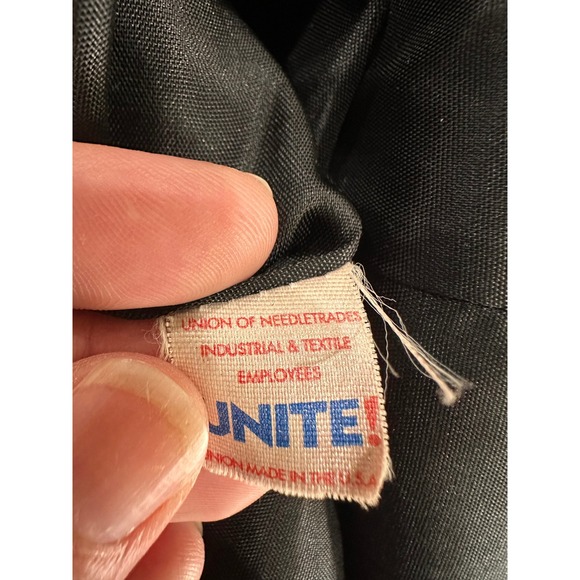 UNION OF NEEDLETRADES
INDUSTRIAL & TEXTILE
EMPLOYEES
UNITE!
UNION MADE IN THE U.S.A